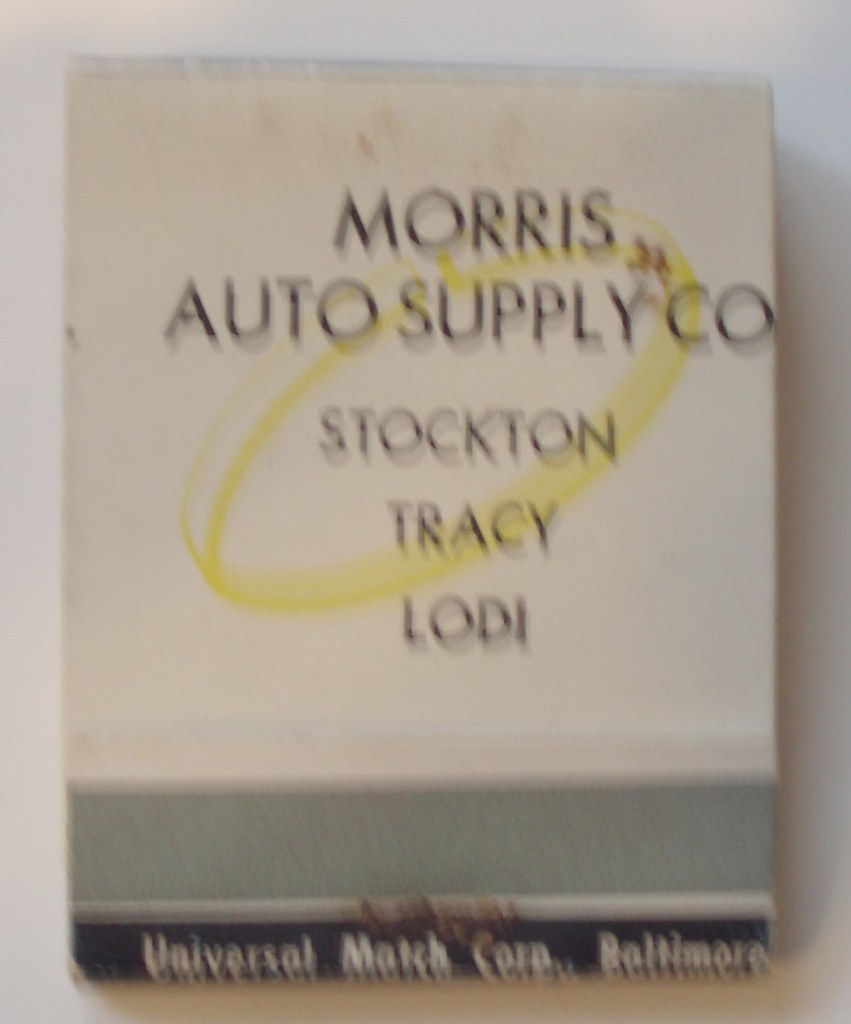 MORRIS
AUTO SUPPLY CO
STOCKTON
TRACY
LODI
Universal Match Corp., Baltimore